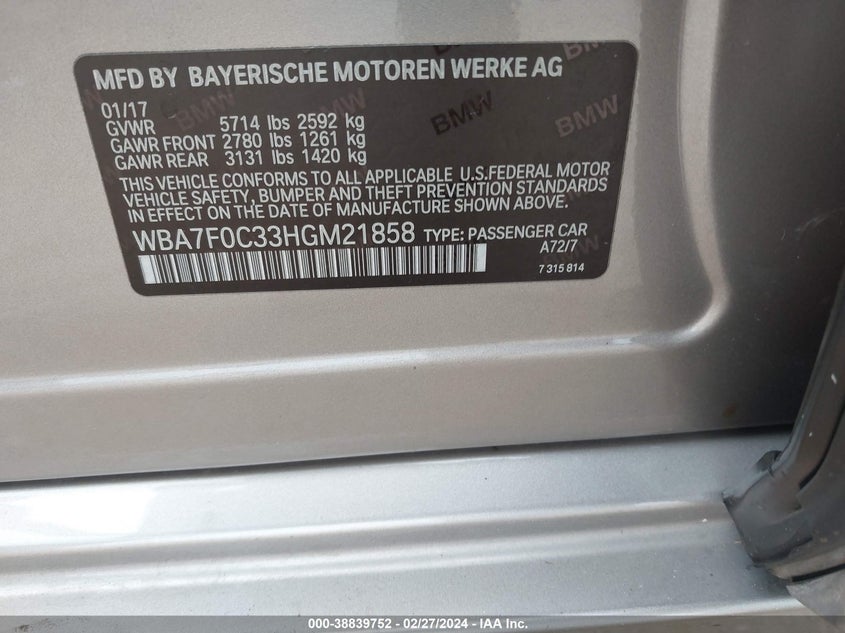 MFD BY BAYERISCHE MOTOREN WERKE AG
01/17
GVWR 5714 lbs 2592 kg
GAWR FRONT 2780 lbs 1261 kg
GAWR REAR 3131 lbs 1420 kg
THIS VEHICLE CONFORMS TO ALL APPLICABLE U.S.FEDERAL MOTOR
VEHICLE SAFETY, BUMPER AND THEFT PREVENTION STANDARDS
IN EFFECT ON THE DATE OF MANUFACTURE SHOWN ABOVE.
WBA7F0C33HGM21858 TYPE: PASSENGER CAR
A72/7
7 315 814
BMW
BMW
BMW
000-38839752 - 02/27/2024 - IAA Inc.